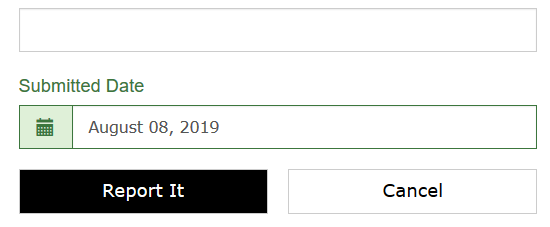 Submitted Date
August 08, 2019
Report It
Cancel